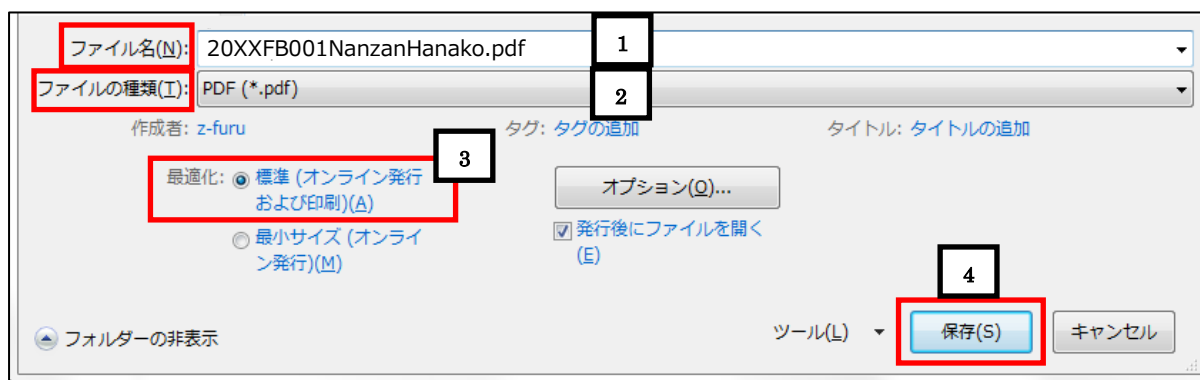 ファイル名(N): 20XXFB001NanzanHanako.pdf 1
ファイルの種類(T): PDF (*.pdf) 2
作成者: z-furu タグ: タグの追加 タイトル: タイトルの追加
3
最適化: 標準 (オンライン発行
および印刷)(A)
オプション(O)...
最小サイズ (オンライ
ン発行)(M)
発行後にファイルを開く
(E)
4
フォルダーの非表示 ツール(L) 保存(S) キャンセル